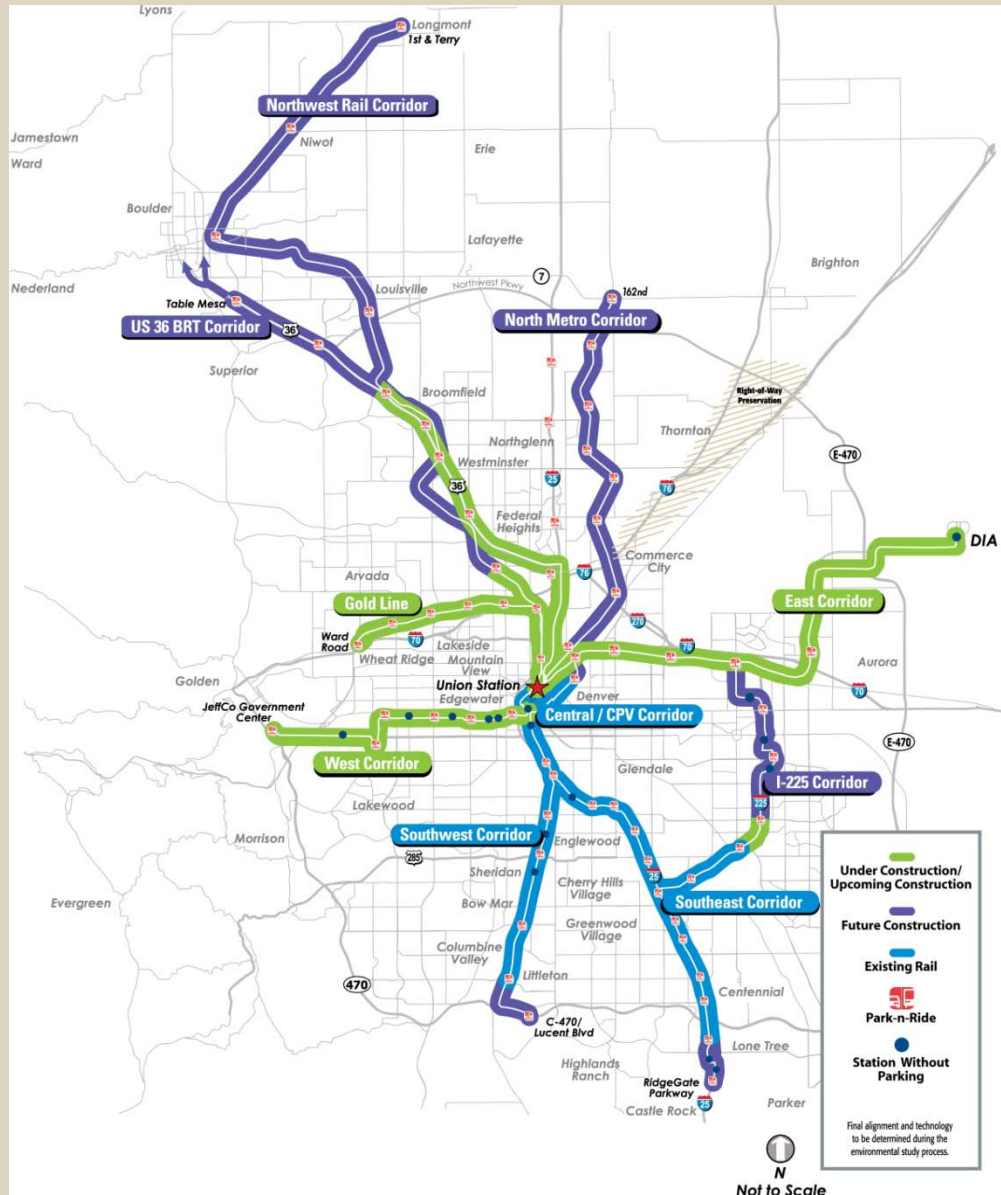 Lyons
Longmont
1st & Terry
Northwest Rail Corridor
Jamestown
Ward
Niwot
Erie
Boulder
Lafayette
Brighton
Nederland
7
Northwest Pkwy
162nd
Louisville
Table Mesa
US 36 BRT Corridor
36
North Metro Corridor
Superior
Broomfield
Right-of-Way
Preservation
Thornton
Northglenn
Westminster
E-470
36
25
76
Federal
Heights
DIA
Commerce
City
Arvada
76
Gold Line
East Corridor
270
Ward
Road
70
Lakeside
70
Wheat Ridge
Mountain
View
Aurora
Golden
Union Station
Edgewater
Denver
70
JeffCo Government
Center
Central / CPV Corridor
E-470
West Corridor
Glendale
I-225 Corridor
Lakewood
225
Morrison
Southwest Corridor
Englewood
285
25
Sheridan
Cherry Hills
Village
Evergreen
Bow Mar
Southeast Corridor
Greenwood
Village
Columbine
Valley
Littleton
470
Centennial
C-470/
Lucent Blvd
Lone Tree
Highlands
Ranch
RidgeGate
Parkway
Castle Rock
25
Parker
Under Construction/
Upcoming Construction
Future Construction
Existing Rail
Park-n-Ride
Station Without
Parking
Final alignment and technology
to be determined during the
environmental study process.
N
Not to Scale